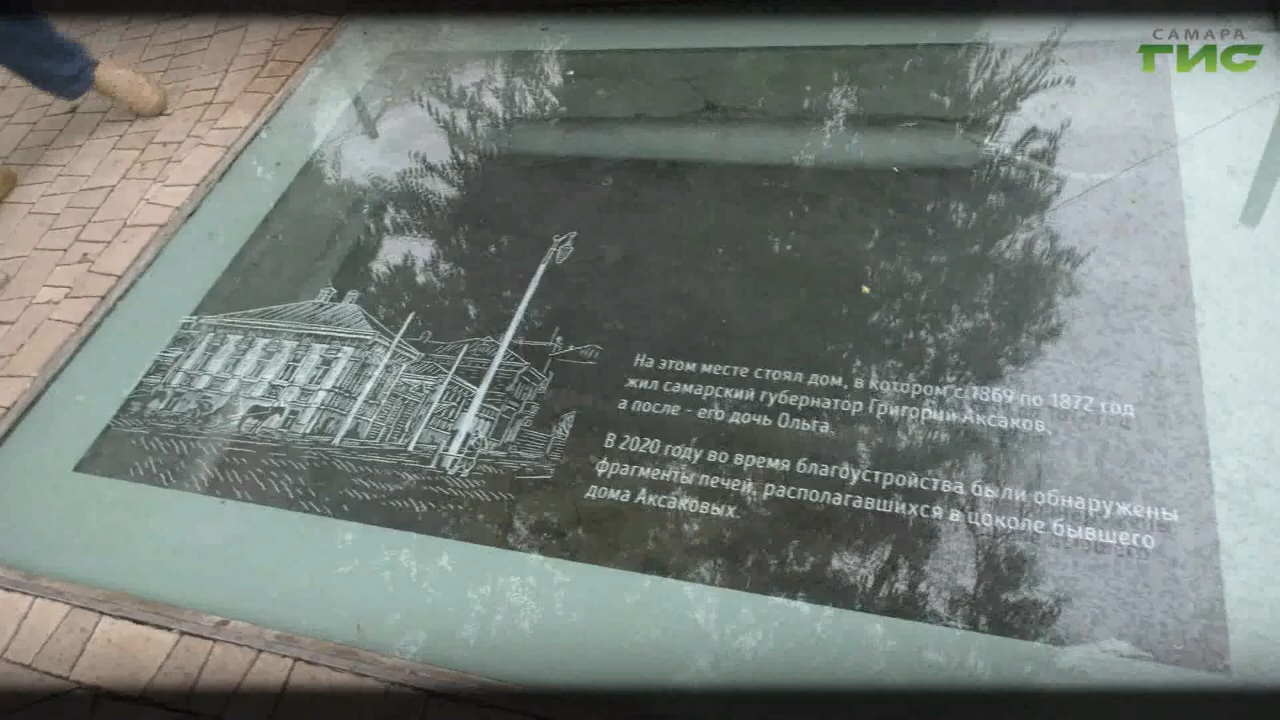 САМАРА
ГИС
На этом месте стоял дом, в котором с 1869 по 1872 год
жил самарский губернатор Григорий Аксаков,
а после - его дочь Ольга.
В 2020 году во время благоустройства были обнаружены
фрагменты печей, располагавшихся в цоколе бывшего
дома Аксаковых.